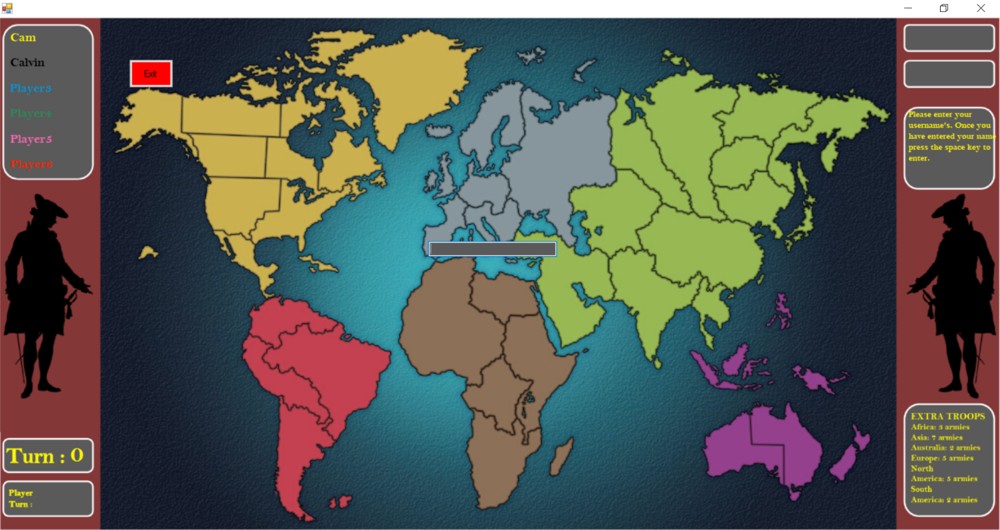 Cam
Calvin
Player3
Player4
Player5
Player6
Exit
Turn : 0
Player
Turn :
Please enter your
username's. Once you
have entered your name
press the space key to
enter.
EXTRA TROOPS
Africa: 3 armies
Asia: 7 armies
Australia: 2 armies
Europe: 5 armies
North
America: 5 armies
South
America: 2 armies